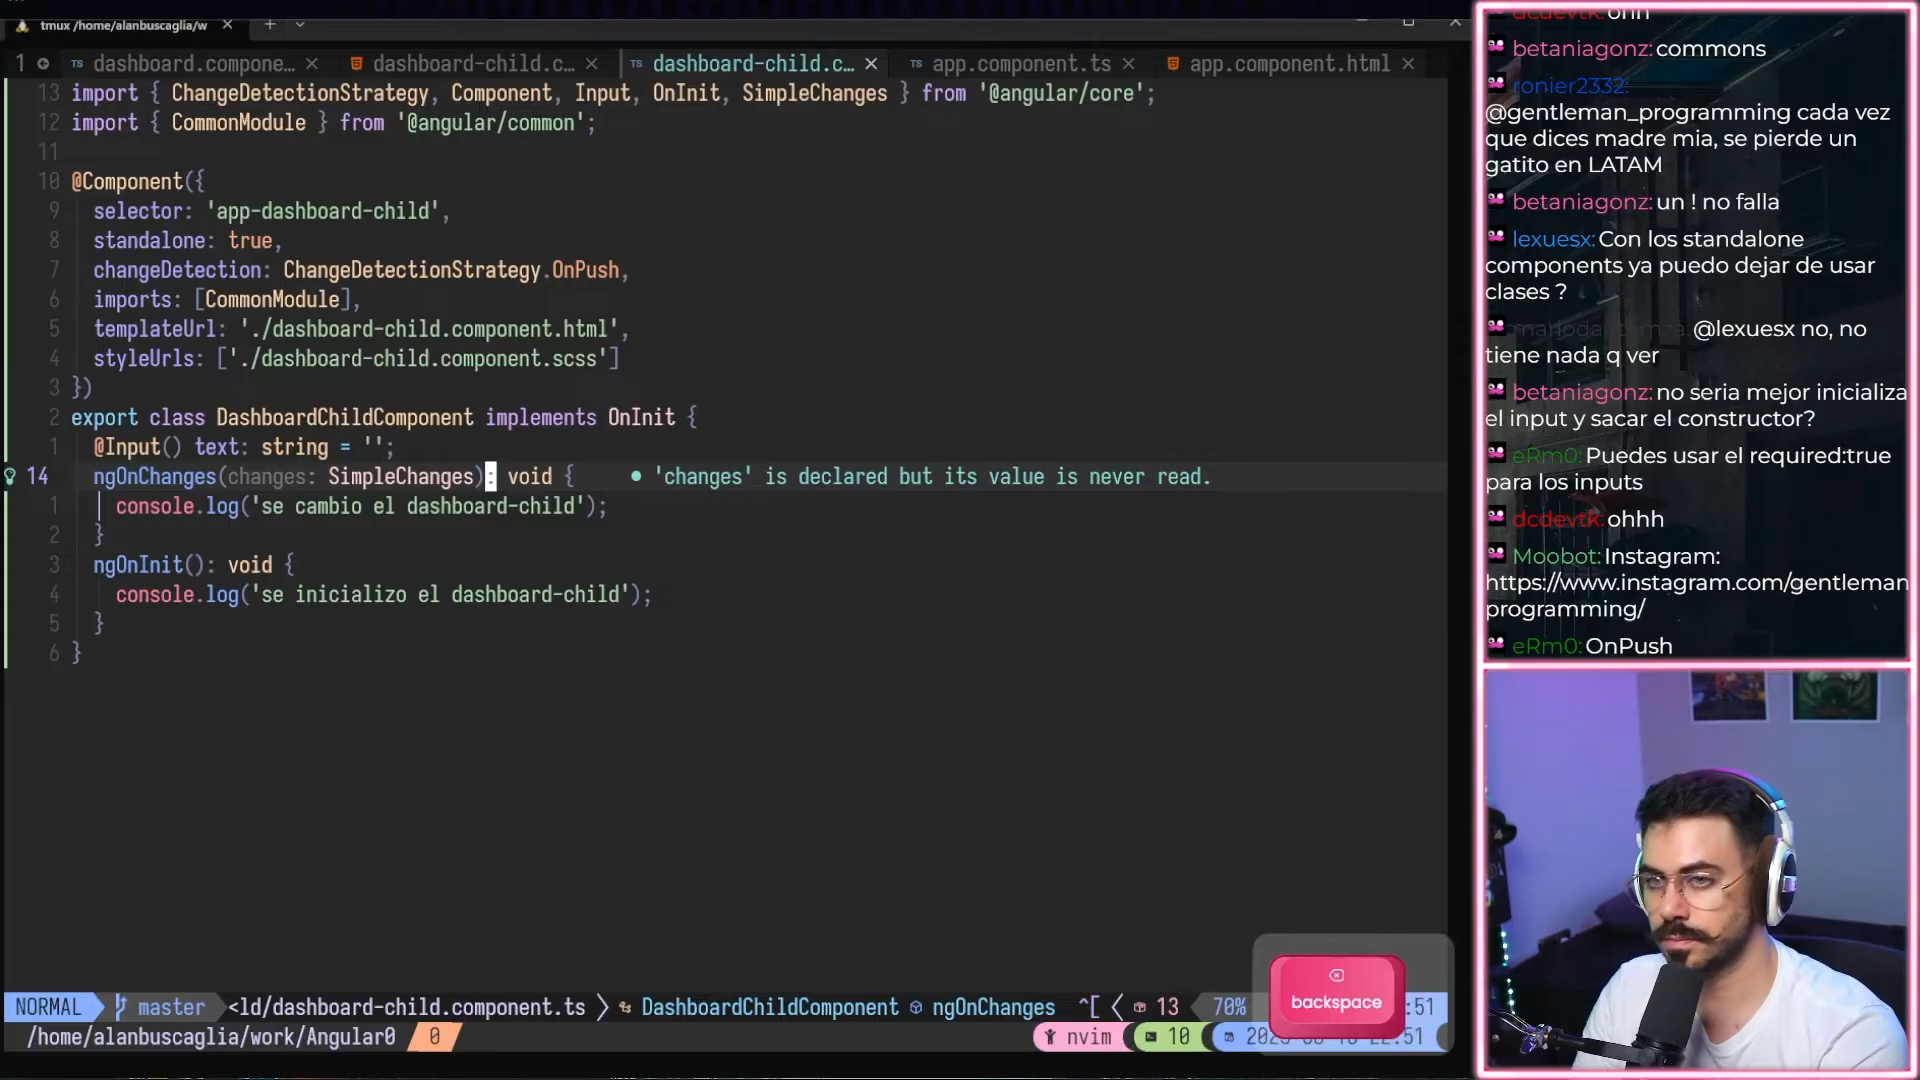 tmux /home/alanbuscaglia/w
1 TS dashboard.compone… dashboard-child.c… TS dashboard-child.c… TS app.component.ts app.component.html
13 import { ChangeDetectionStrategy, Component, Input, OnInit, SimpleChanges } from '@angular/core';
12 import { CommonModule } from '@angular/common';
11
10 @Component({
9 selector: 'app-dashboard-child',
8 standalone: true,
7 changeDetection: ChangeDetectionStrategy.OnPush,
6 imports: [CommonModule],
5 templateUrl: './dashboard-child.component.html',
4 styleUrls: ['./dashboard-child.component.scss']
3 })
2 export class DashboardChildComponent implements OnInit {
1 @Input() text: string = '';
14 ngOnChanges(changes: SimpleChanges): void { ● 'changes' is declared but its value is never read.
1 console.log('se cambio el dashboard-child');
2 }
3 ngOnInit(): void {
4 console.log('se inicializo el dashboard-child');
5 }
6 }
NORMAL master <ld/dashboard-child.component.ts DashboardChildComponent ngOnChanges ^[ 13 70% :51
/home/alanbuscaglia/work/Angular0 0 nvim 10 22:51
backspace
dcdevtk: ohh
betaniagonz: commons
ronier2332:
@gentleman_programming cada vez
que dices madre mia, se pierde un
gatito en LATAM
betaniagonz: un ! no falla
lexuesx: Con los standalone
components ya puedo dejar de usar
clases ?
@lexuesx no, no
tiene nada q ver
betaniagonz: no seria mejor inicializa
el input y sacar el constructor?
eRm0: Puedes usar el required:true
para los inputs
dcdevtk: ohhh
Moobot: Instagram:
https://www.instagram.com/gentleman
programming/
eRm0: OnPush